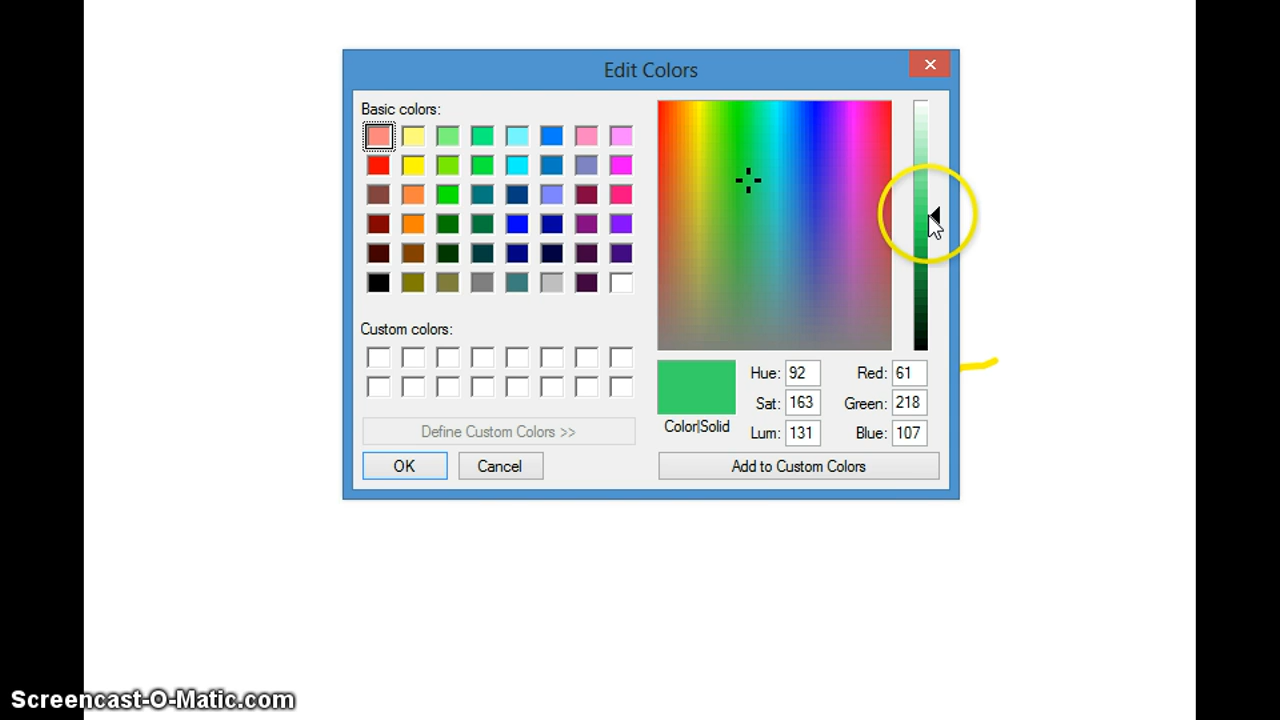 Edit Colors
Basic colors:
Custom colors:
Define Custom Colors >>
OK Cancel
Color|Solid
Hue: 92 Red: 61
Sat: 163 Green: 218
Lum: 131 Blue: 107
Add to Custom Colors
Screencast-O-Matic.com